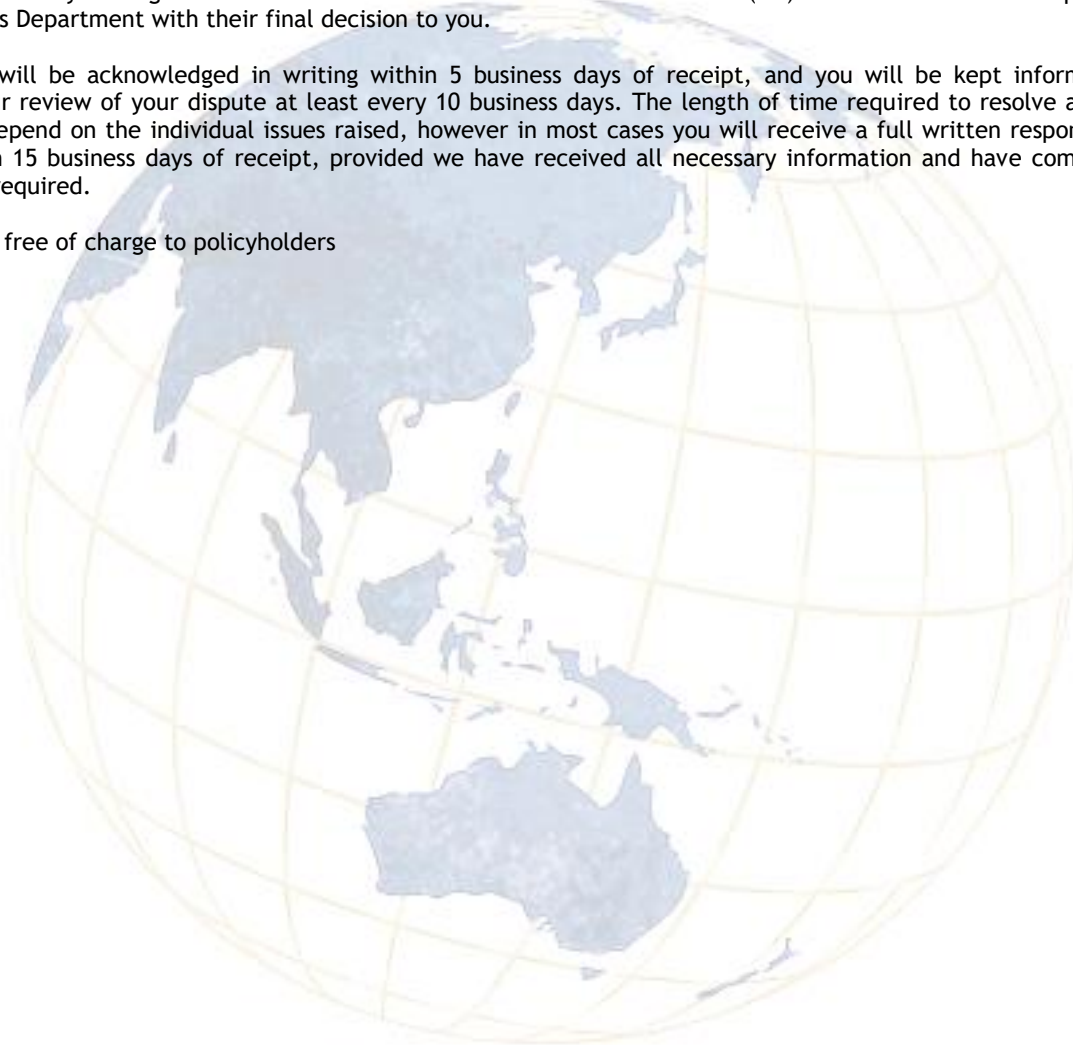 s Department with their final decision to you.
will be acknowledged in writing within 5 business days of receipt, and you will be kept inform
r review of your dispute at least every 10 business days. The length of time required to resolve a
epend on the individual issues raised, however in most cases you will receive a full written respon
n 15 business days of receipt, provided we have received all necessary information and have com
equired.
free of charge to policyholders